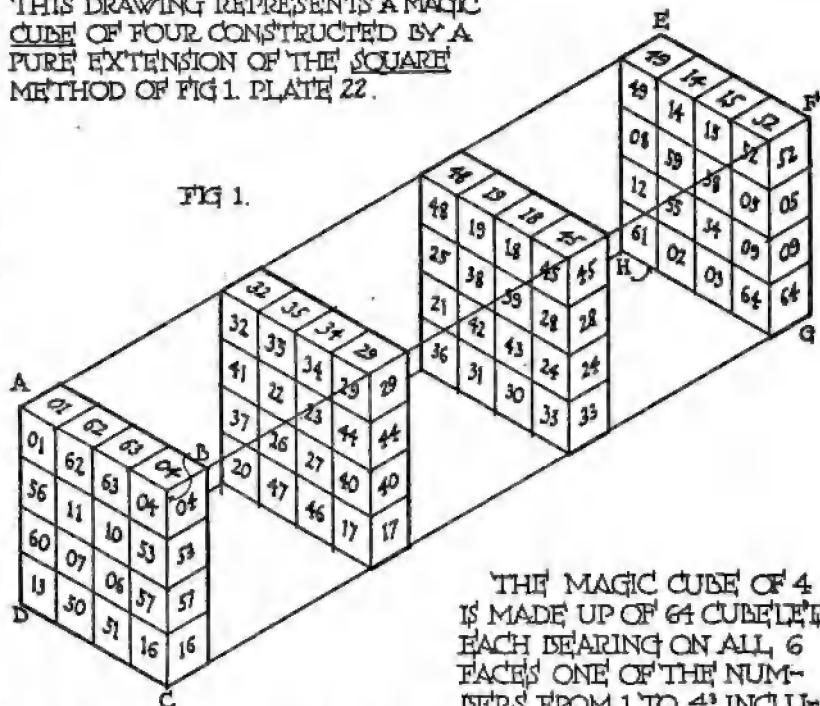 THIS DRAWING REPRESENTS A MAGIC
CUBE OF FOUR CONSTRUCTED BY A
PURE EXTENSION OF THE SQUARE
METHOD OF FIG 1. PLATE 22.
FIG 1.
E
49 14 15 52
F
49 14 15 52 52
08 59 58 05 05
12 55 54 09 09
61 02 03 64 64
H
G
48 19 18 45
48 19 18 45 45
25 38 39 28 28
21 42 43 24 24
36 31 30 33 33
32 35 34 29
32 35 34 29 29
41 22 23 44 44
37 26 27 40 40
20 47 46 17 17
A
01 62 63 04
B
01 62 63 04 04
56 11 10 53 53
60 07 06 57 57
13 50 51 16 16
D
C
THE MAGIC CUBE OF 4
IS MADE UP OF 64
EACH BEARING ON ALL 6
FACES ONE OF THE NUM-
BERS FROM 1 TO 4³